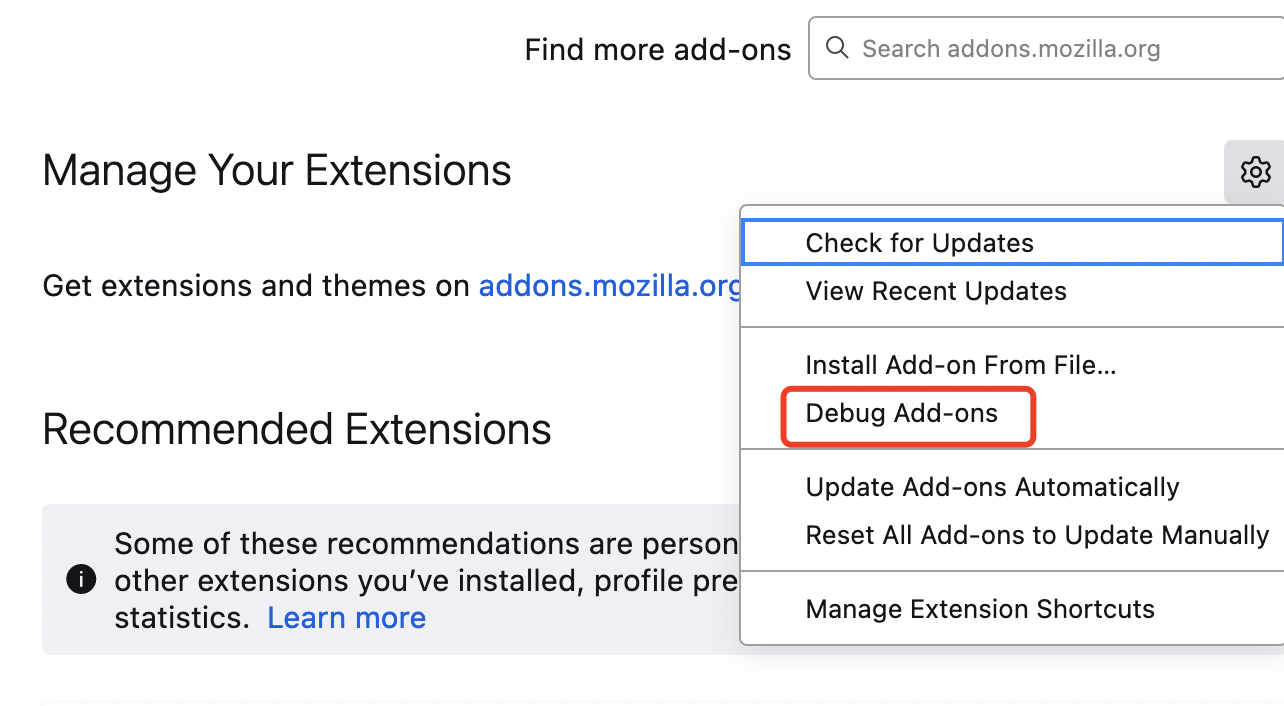 Find more add-ons
Search addons.mozilla.org
Manage Your Extensions
Get extensions and themes on addons.mozilla.org
Check for Updates
View Recent Updates
Install Add-on From File...
Debug Add-ons
Update Add-ons Automatically
Reset All Add-ons to Update Manually
Manage Extension Shortcuts
Recommended Extensions
Some of these recommendations are person
other extensions you’ve installed, profile pre
statistics. Learn more